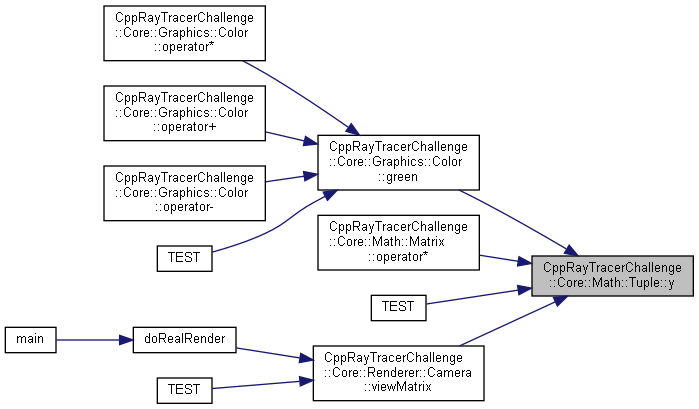 CppRayTracerChallenge
::Core::Graphics::Color
::operator*
CppRayTracerChallenge
::Core::Graphics::Color
::operator+
CppRayTracerChallenge
::Core::Graphics::Color
::operator-
TEST
CppRayTracerChallenge
::Core::Graphics::Color
::green
CppRayTracerChallenge
::Core::Math::Matrix
::operator*
TEST
CppRayTracerChallenge
::Core::Math::Tuple::y
main
doRealRender
TEST
CppRayTracerChallenge
::Core::Renderer::Camera
::viewMatrix